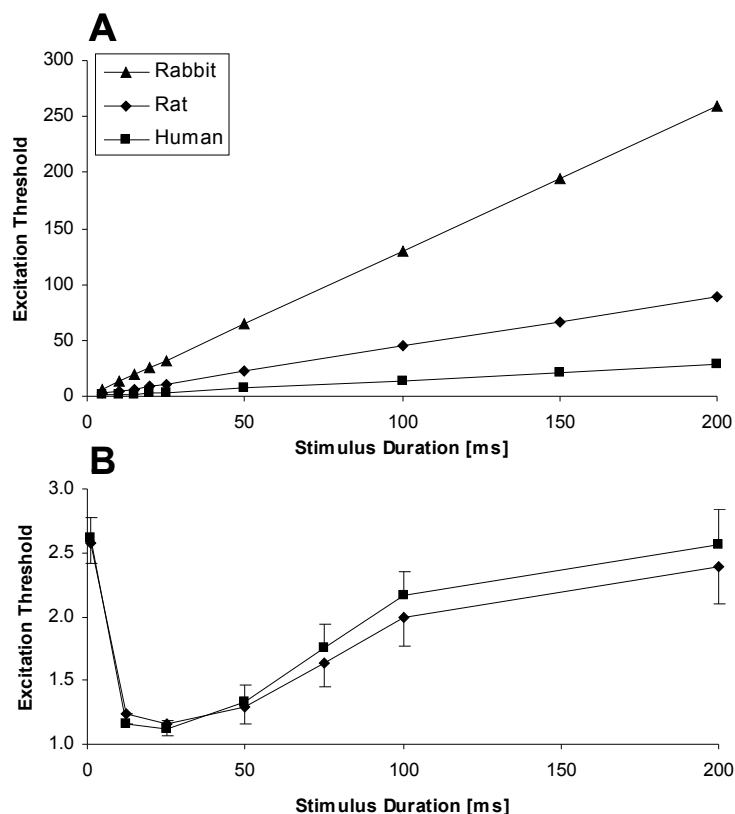 A
300
Rabbit
Rat
Human
250
200
150
100
50
0
Excitation Threshold
0 50 100 150 200
Stimulus Duration [ms]
B
3.0
2.5
2.0
1.5
1.0
Excitation Threshold
0 50 100 150 200
Stimulus Duration [ms]